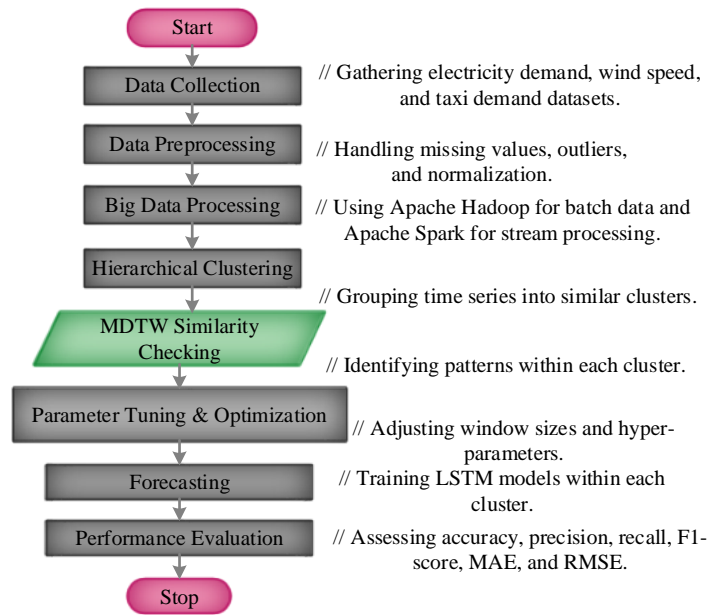 Start
Data Collection
// Gathering electricity demand, wind speed,
and taxi demand datasets.
Data Preprocessing
// Handling missing values, outliers,
and normalization.
Big Data Processing
// Using Apache Hadoop for batch data and
Apache Spark for stream processing.
Hierarchical Clustering
// Grouping time series into similar clusters.
MDTW Similarity
Checking
// Identifying patterns within each cluster.
Parameter Tuning & Optimization
// Adjusting window sizes and hyper-
parameters.
Forecasting
// Training LSTM models within each
cluster.
Performance Evaluation
// Assessing accuracy, precision, recall, F1-
score, MAE, and RMSE.
Stop